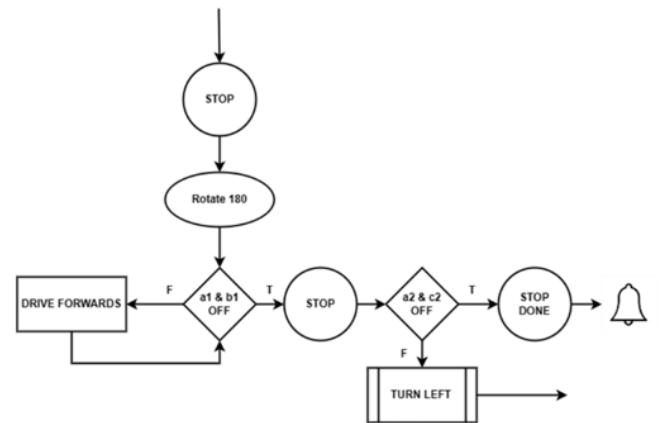 STOP
Rotate 180
F
a1 & b1
OFF
T
DRIVE FORWARDS
STOP
a2 & c2
OFF
T
STOP
DONE
F
TURN LEFT